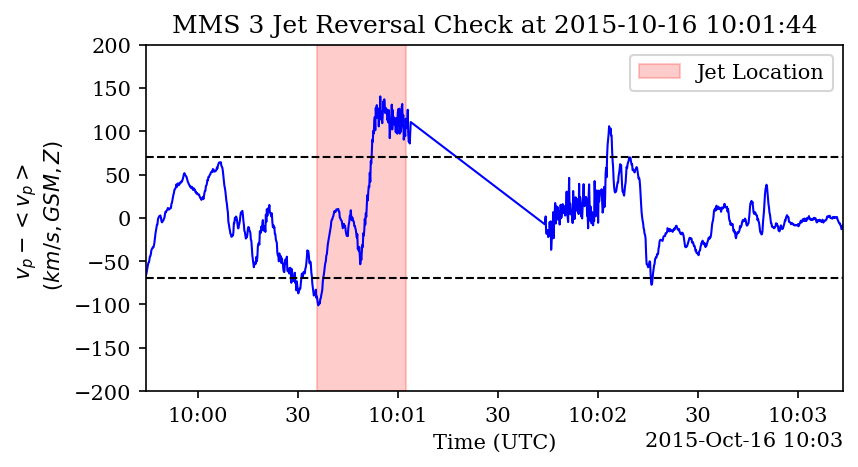 MMS 3 Jet Reversal Check at 2015-10-16 10:01:44
200
150
100
50
0
−50
−100
−150
−200
v_p − <v_p>
(km/s, GSM, Z)
Jet Location
10:00
30
10:01
30
10:02
30
10:03
Time (UTC)
2015-Oct-16 10:03